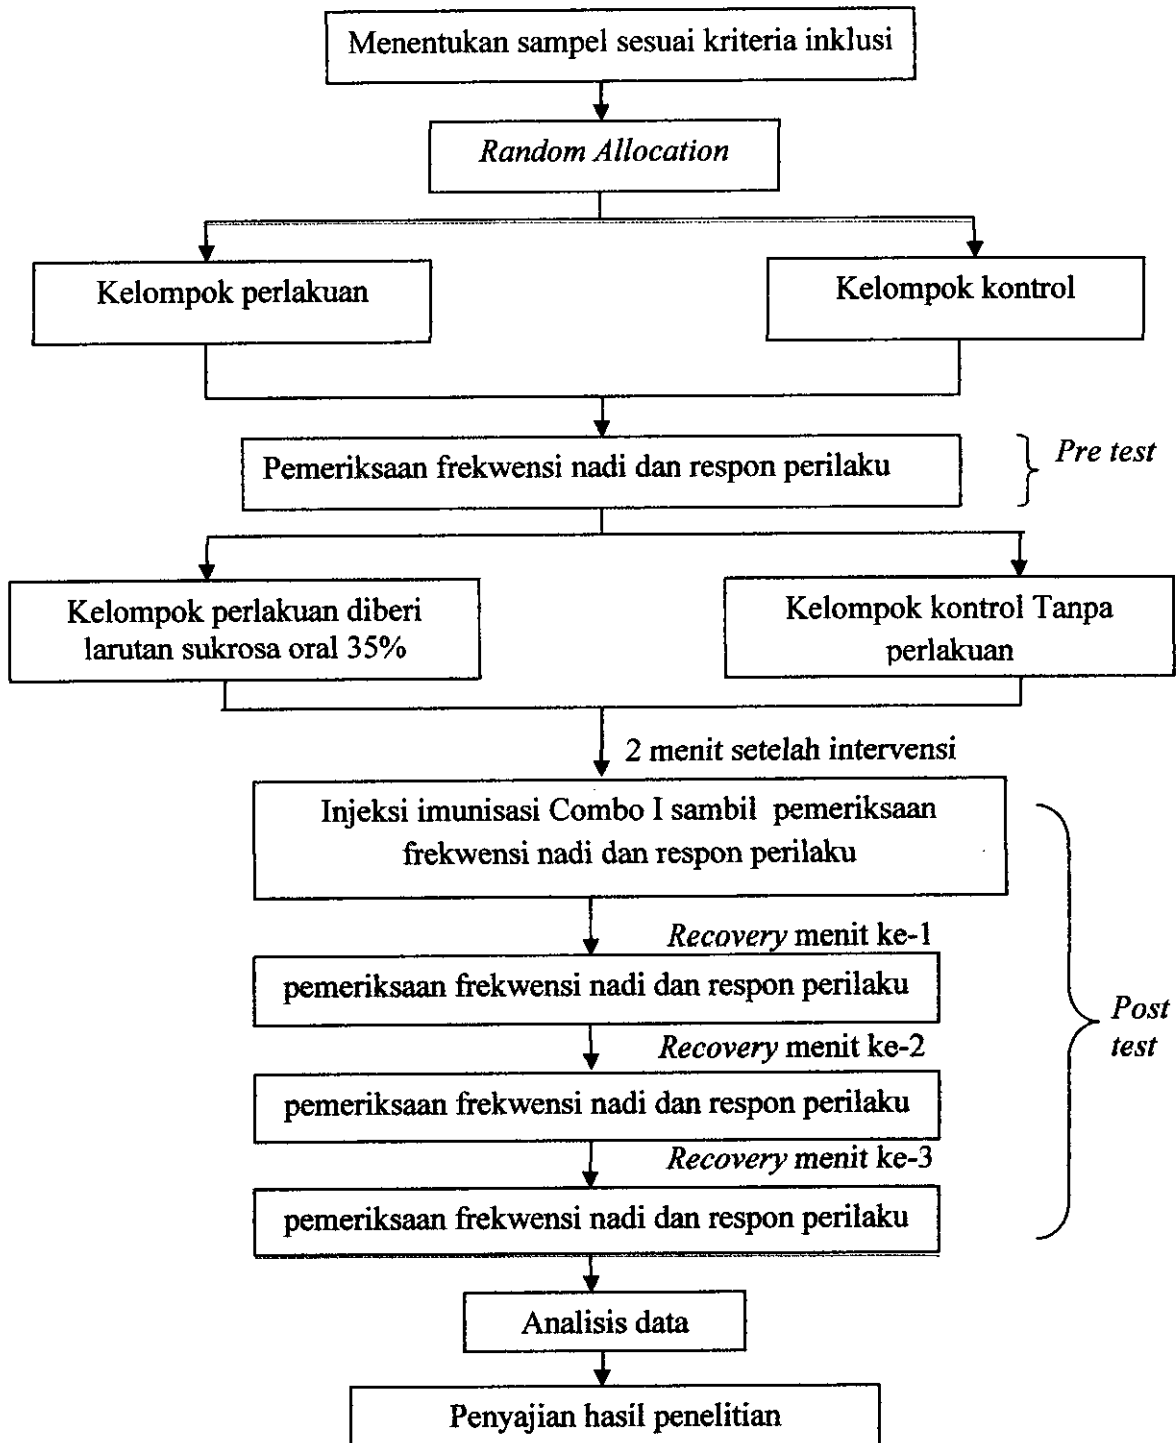 Menentukan sampel sesuai kriteria inklusi
Random Allocation
Kelompok perlakuan
Kelompok kontrol
Pemeriksaan frekwensi nadi dan respon perilaku
Pre test
Kelompok perlakuan diberi
larutan sukrosa oral 35%
Kelompok kontrol Tanpa
perlakuan
2 menit setelah intervensi
Injeksi imunisasi Combo I sambil pemeriksaan
frekwensi nadi dan respon perilaku
Recovery menit ke-1
pemeriksaan frekwensi nadi dan respon perilaku
Recovery menit ke-2
pemeriksaan frekwensi nadi dan respon perilaku
Recovery menit ke-3
pemeriksaan frekwensi nadi dan respon perilaku
Post
test
Analisis data
Penyajian hasil penelitian